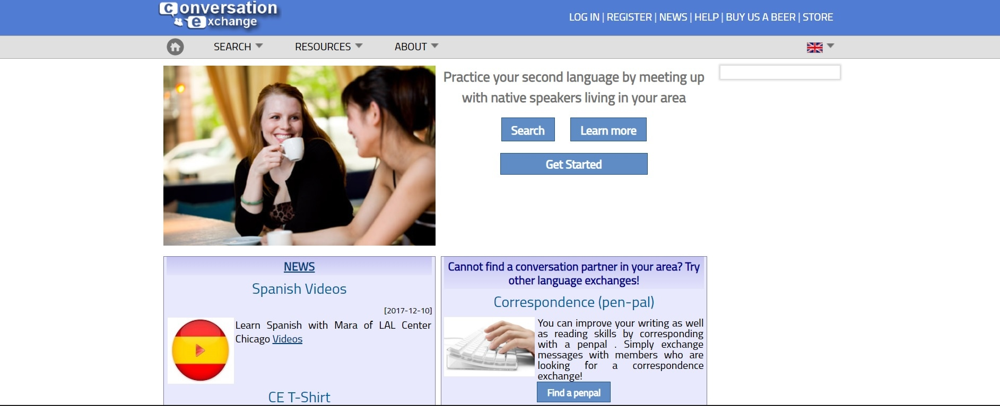 Conversation
exchange
LOG IN | REGISTER | NEWS | HELP | BUY US A BEER | STORE
SEARCH RESOURCES ABOUT
Practice your second language by meeting up
with native speakers living in your area
Search Learn more
Get Started
NEWS
Spanish Videos
[2017-12-10]
Learn Spanish with Mara of LAL Center
Chicago Videos
CE T-Shirt
Cannot find a conversation partner in your area? Try
other language exchanges!
Correspondence (pen-pal)
You can improve your writing as well
as reading skills by corresponding
with a penpal . Simply exchange
messages with members who are
looking for a correspondence
exchange!
Find a penpal